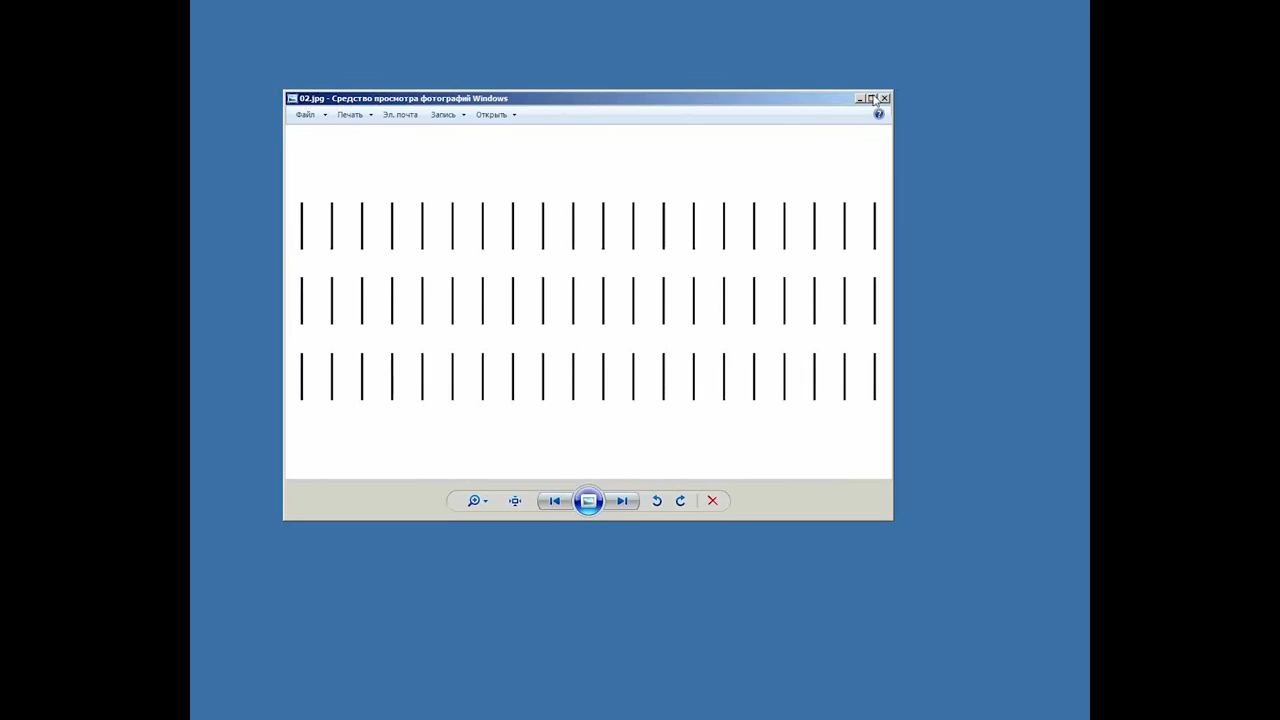 02.jpg - Средство просмотра фотографий Windows
Файл Печать Эл. почта Запись Открыть